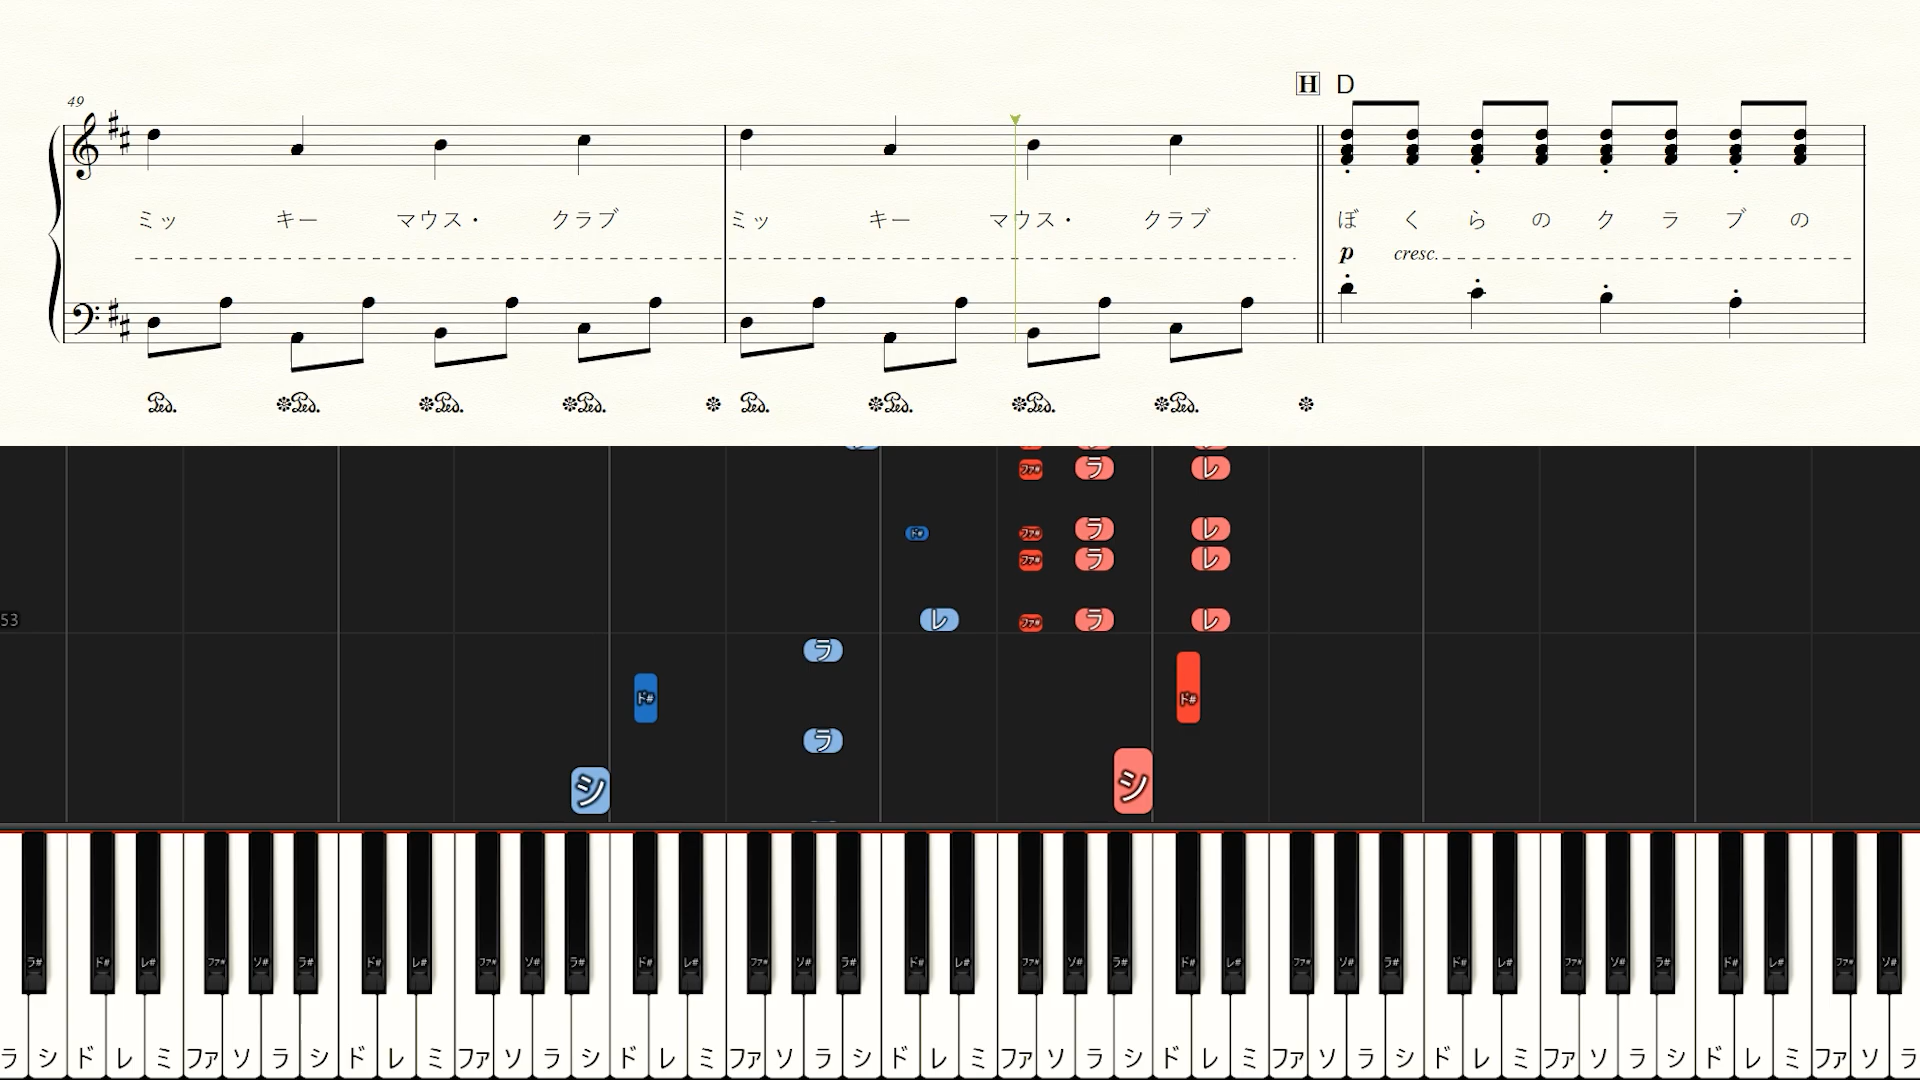 H D
49
ミッ キー マウス・ クラブ ミッ キー マウス・ クラブ ぼ く ら の ク ラ ブ の
p cresc.
Ped. Ped. Ped. Ped. Ped. Ped. Ped. Ped.
ファ# ラ レ
ド# ファ# ラ レ
ファ# ラ レ
53 レ ファ# ラ レ
ラ
ド# ド#
ラ
シ シ
ラ# ド# レ# ファ# ソ# ラ# ド# レ# ファ# ソ# ラ# ド# レ# ファ# ソ# ラ# ド# レ# ファ# ソ# ラ# ド# レ# ファ# ソ# ラ# ド# レ# ファ# ソ# ラ# ド# レ# ファ# ソ#
ラ シ ド レ ミ ファ ソ ラ シ ド レ ミ ファ ソ ラ シ ド レ ミ ファ ソ ラ シ ド レ ミ ファ ソ ラ シ ド レ ミ ファ ソ ラ シ ド レ ミ ファ ソ ラ シ ド レ ミ ファ ソ ラ